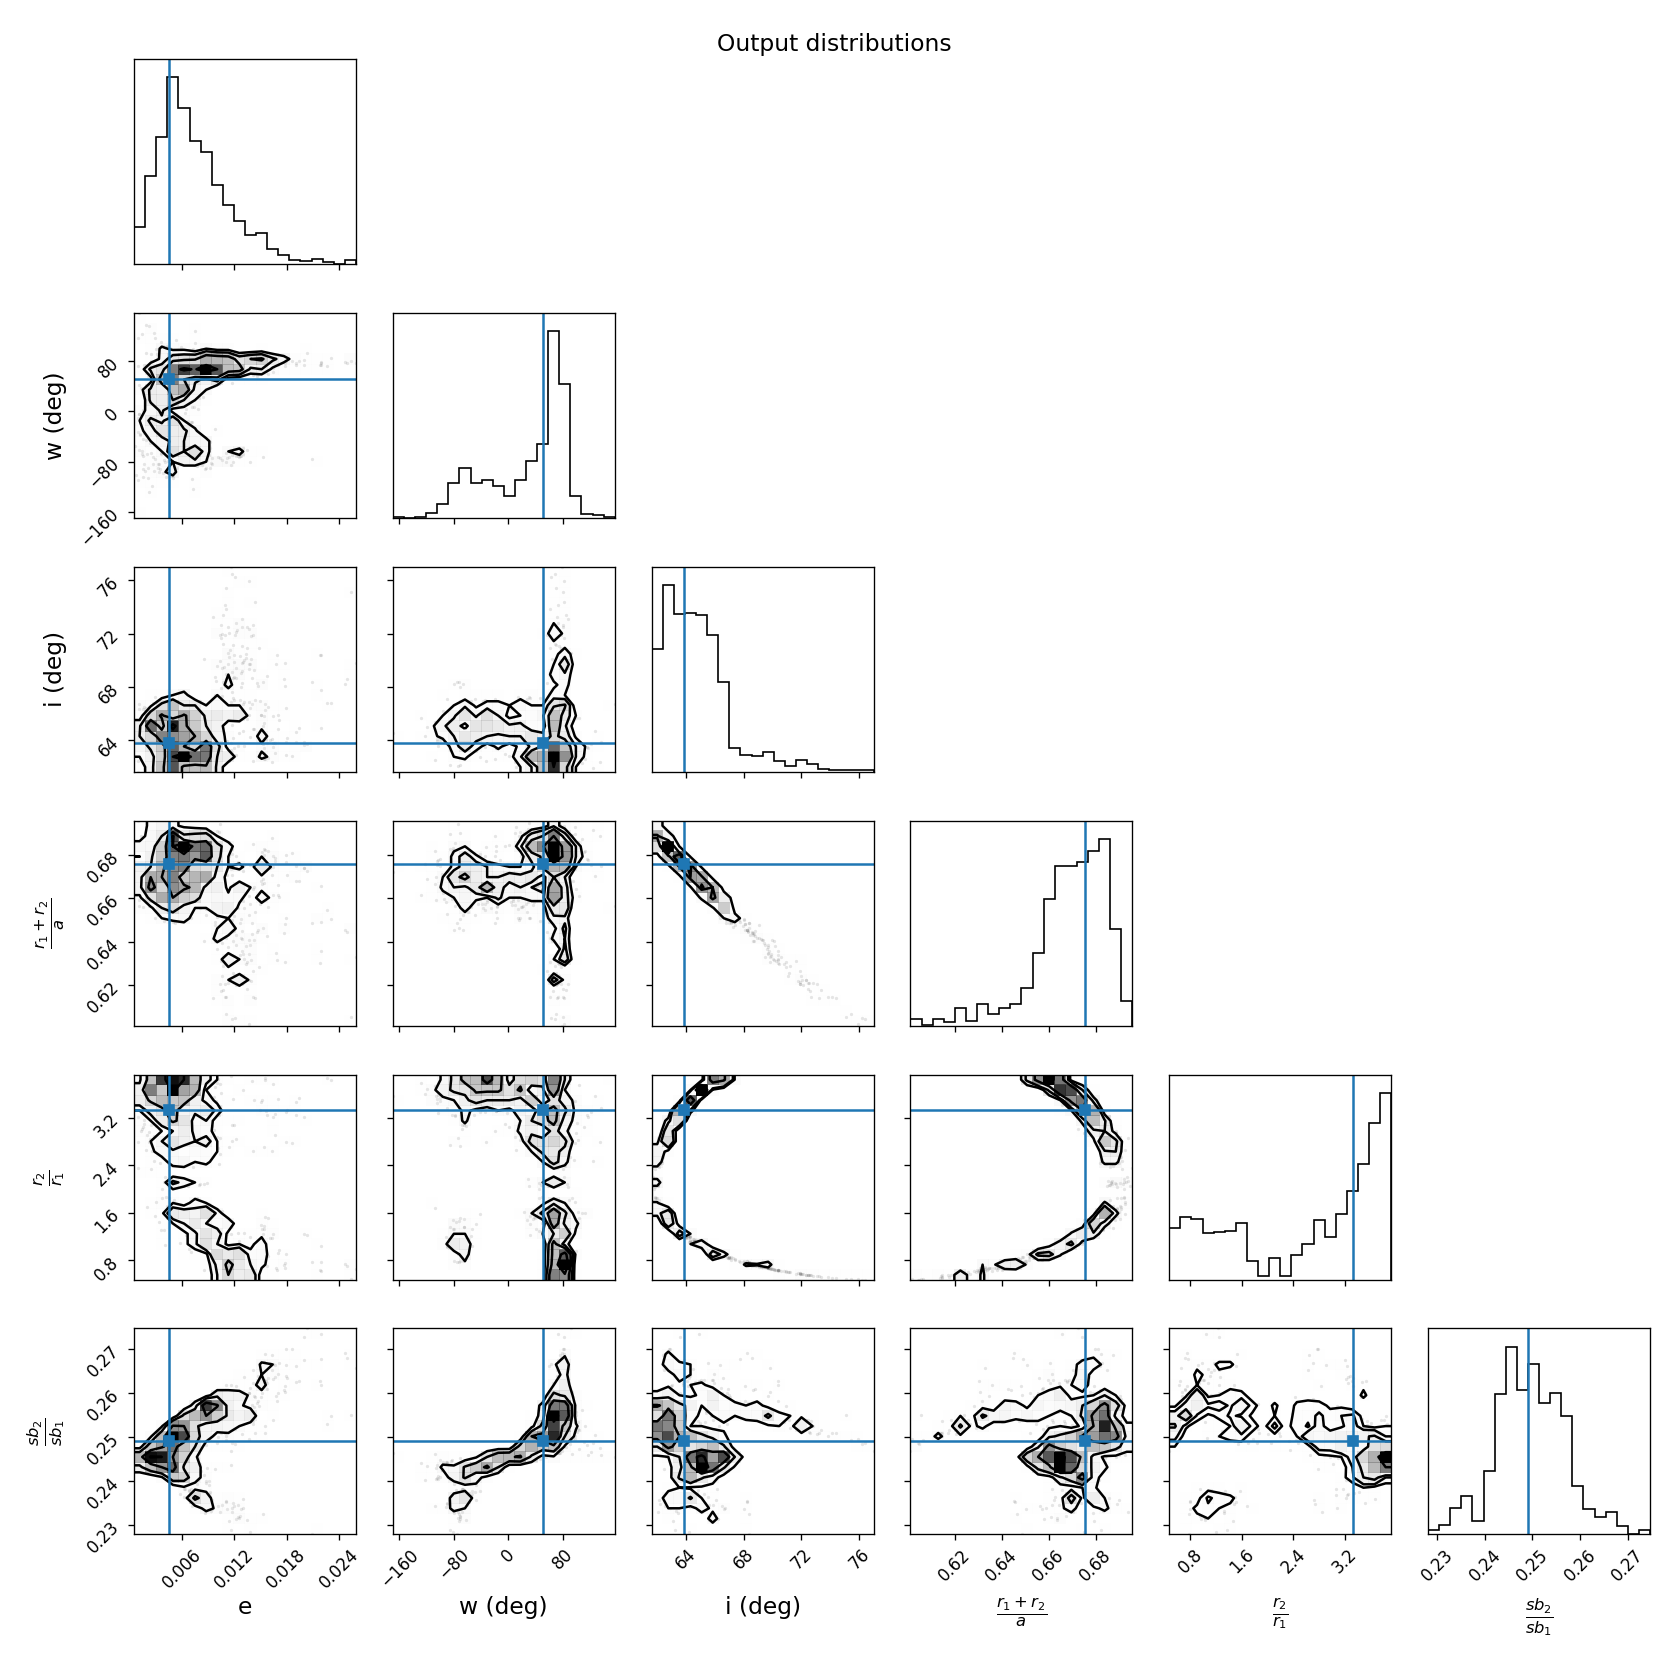 Output distributions
w (deg)
80
0
−80
−160
i (deg)
76
72
68
64
r₁ + r₂
a
0.68
0.66
0.64
0.62
r₂
r₁
3.2
2.4
1.6
0.8
sb₂
sb₁
0.27
0.26
0.25
0.24
0.23
0.006 0.012 0.018 0.024
−160 −80 0 80
64 68 72 76
0.62 0.64 0.66 0.68
0.8 1.6 2.4 3.2
0.23 0.24 0.25 0.26 0.27
e
w (deg)
i (deg)
r₁ + r₂
a
r₂
r₁
sb₂
sb₁